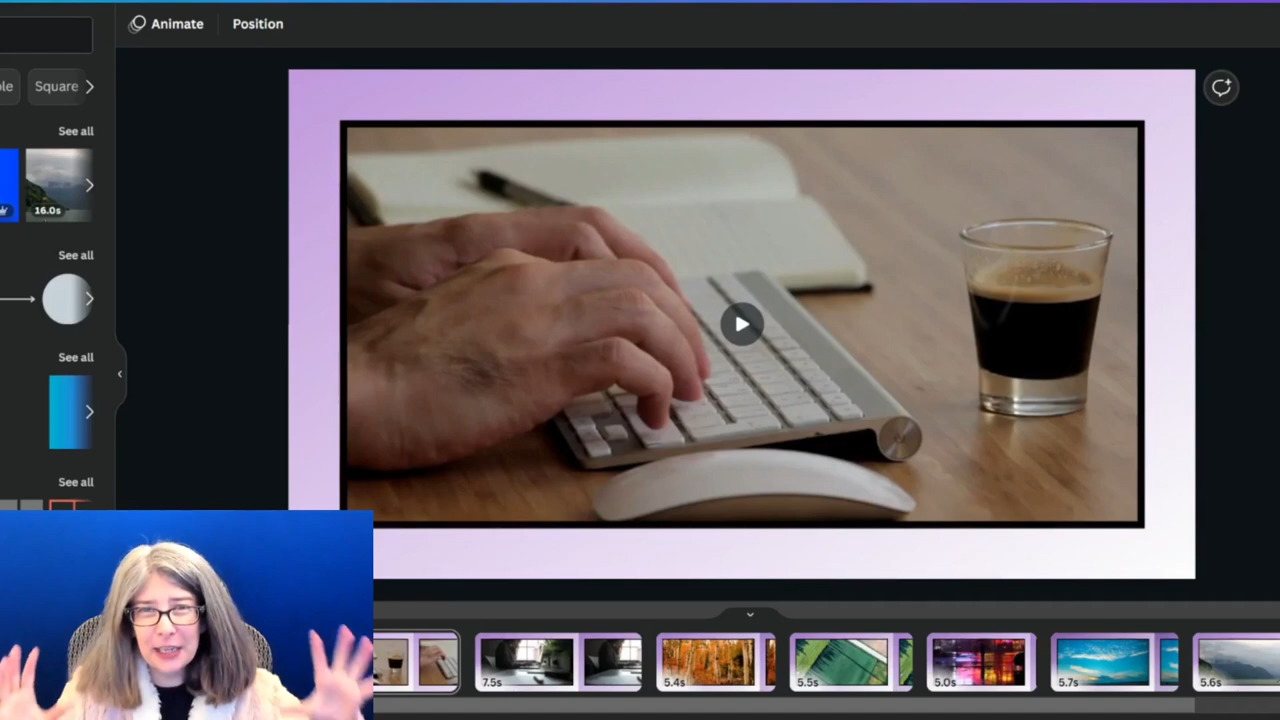 Animate Position
ple Square
See all
16.0s
See all
See all
See all
7.5s
5.4s
5.5s
5.0s
5.7s
5.6s